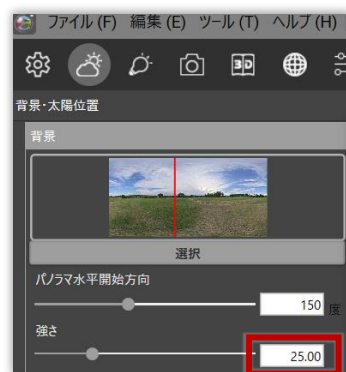 ファイル (F) 編集 (E) ツール (T) ヘルプ (H)
3D
背景・太陽位置
背景
選択
パノラマ水平開始方向
150 度
強さ
25.00